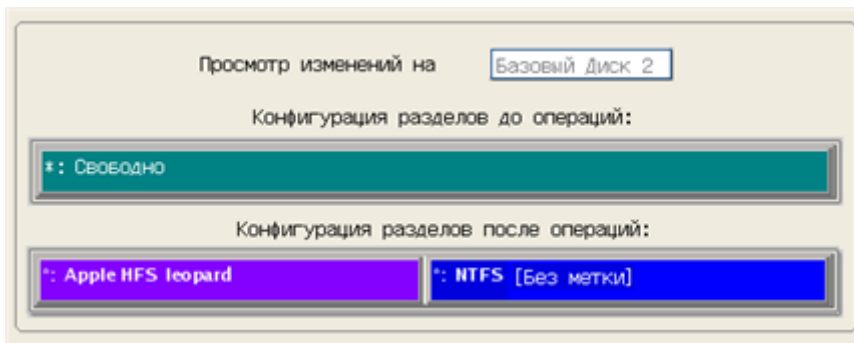 Просмотр изменений на Базовый Диск 2
Конфигурация разделов до операций:
*: Свободно
Конфигурация разделов после операций:
*: Apple HFS leopard *: NTFS [Без метки]